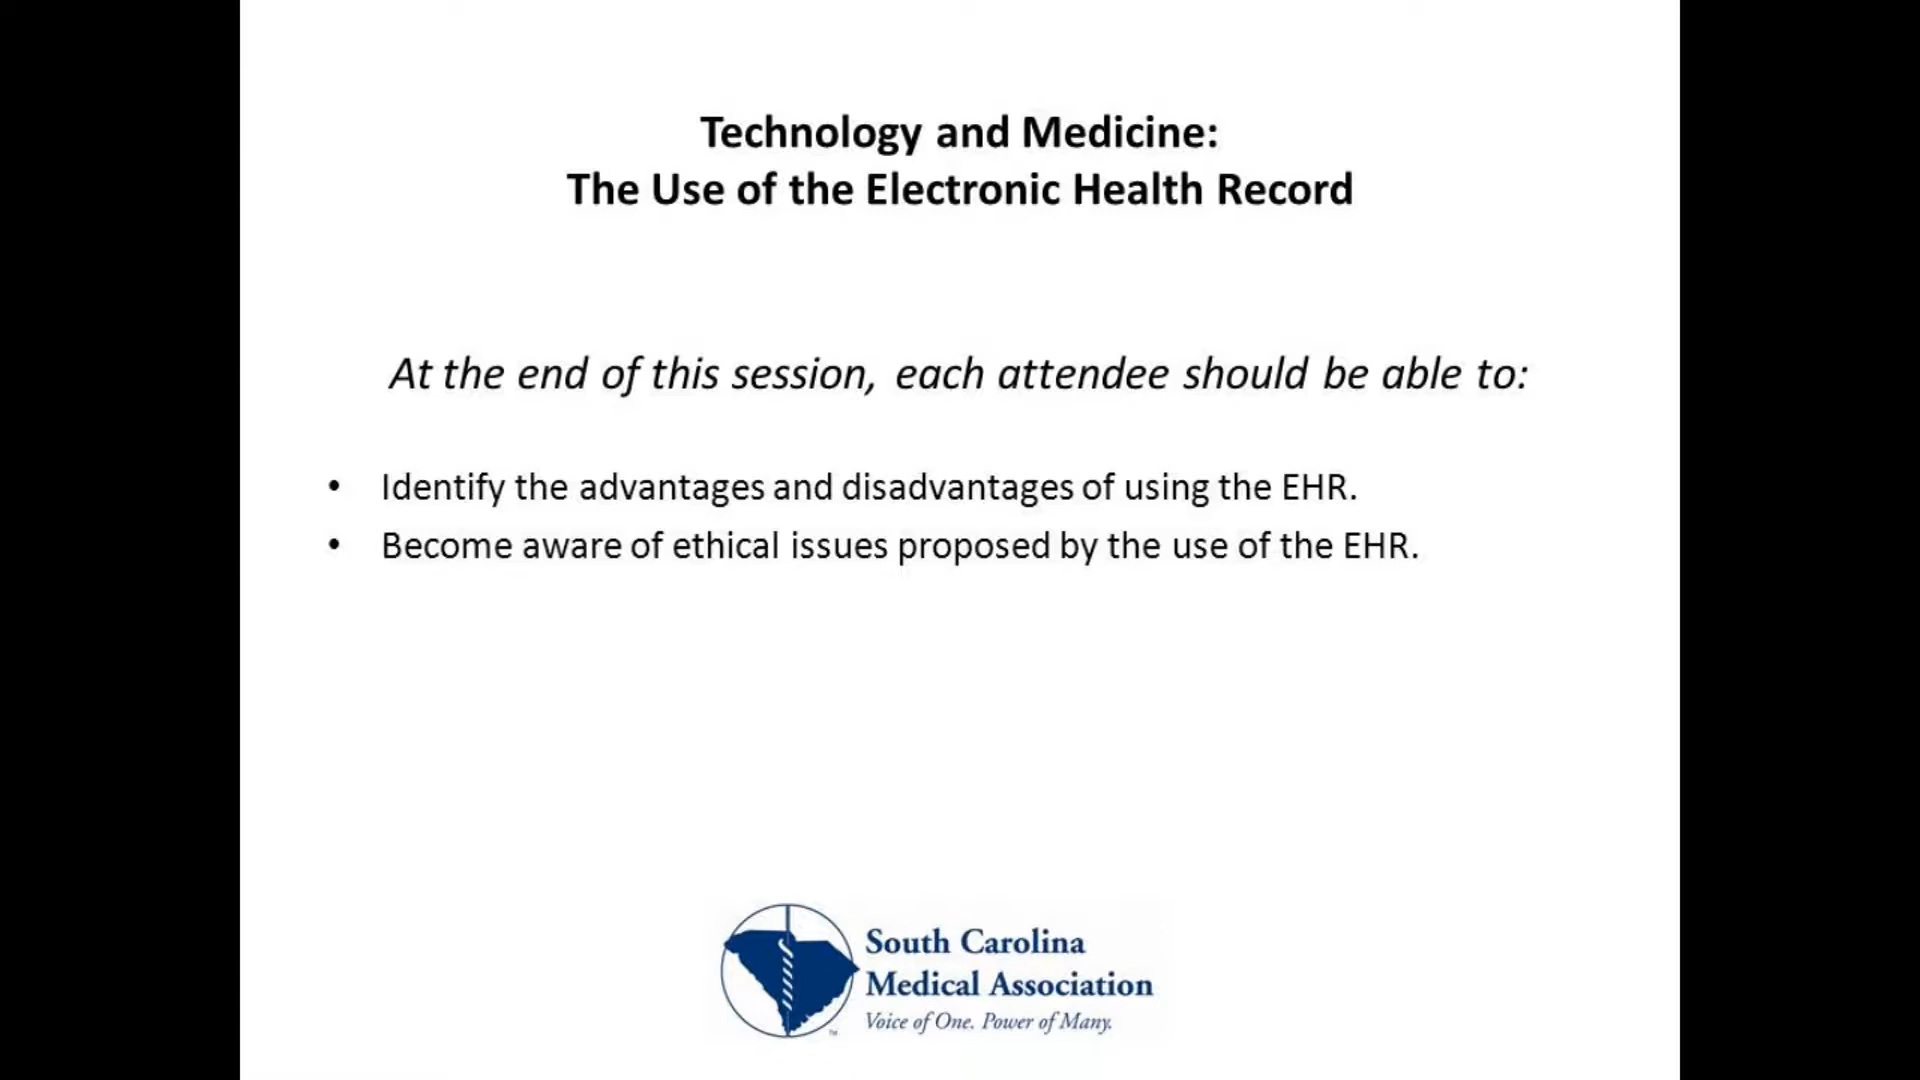 Technology and Medicine:
The Use of the Electronic Health Record
At the end of this session, each attendee should be able to:
• Identify the advantages and disadvantages of using the EHR.
• Become aware of ethical issues proposed by the use of the EHR.
South Carolina
Medical Association
Voice of One. Power of Many.
TM